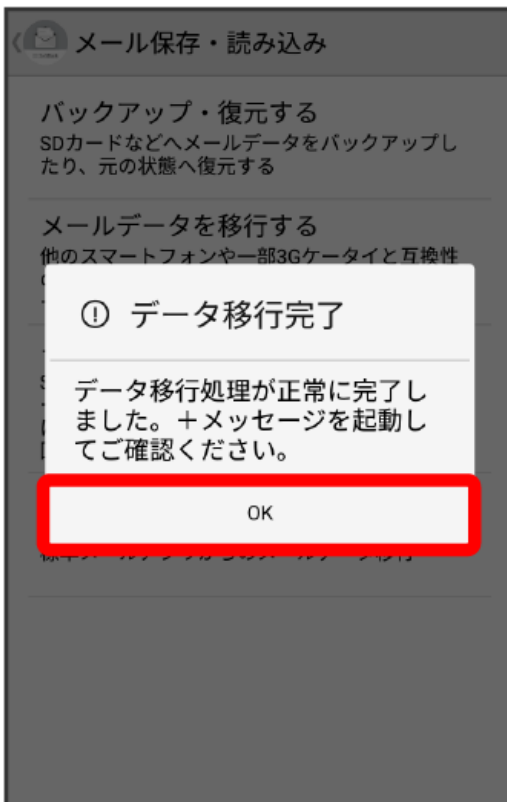 メール保存・読み込み
バックアップ・復元する
SDカードなどへメールデータをバックアップし
たり、元の状態へ復元する
メールデータを移行する
他のスマートフォンや一部3Gケータイと互換性
データ移行完了
データ移行処理が正常に完了し
ました。＋メッセージを起動し
てご確認ください。
OK